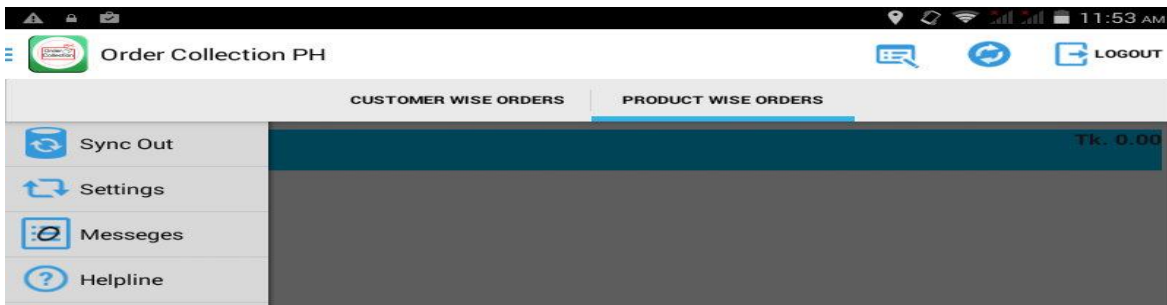 11:53 AM
Order Collection PH
LOGOUT
CUSTOMER WISE ORDERS
PRODUCT WISE ORDERS
Sync Out
Tk. 0.00
Settings
Messeges
Helpline